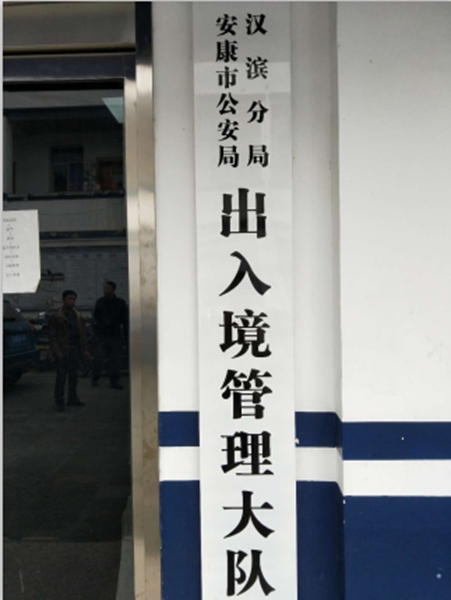 安康市公安局
汉滨分局
出入境管理大队